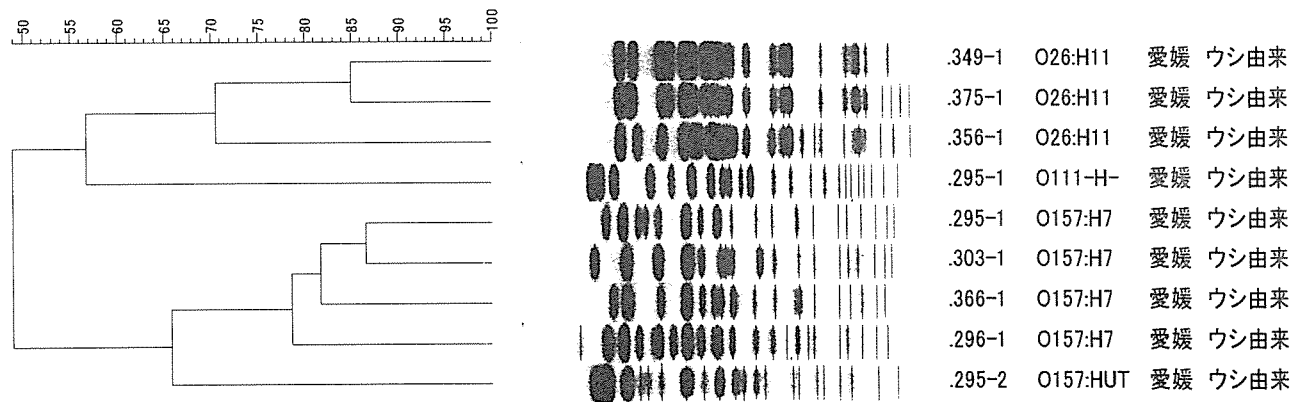 50 55 60 65 70 75 80 85 90 95 100
.349-1 O26:H11 愛媛 ウシ由来
.375-1 O26:H11 愛媛 ウシ由来
.356-1 O26:H11 愛媛 ウシ由来
.295-1 O111-H- 愛媛 ウシ由来
.295-1 O157:H7 愛媛 ウシ由来
.303-1 O157:H7 愛媛 ウシ由来
.366-1 O157:H7 愛媛 ウシ由来
.296-1 O157:H7 愛媛 ウシ由来
.295-2 O157:HUT 愛媛 ウシ由来